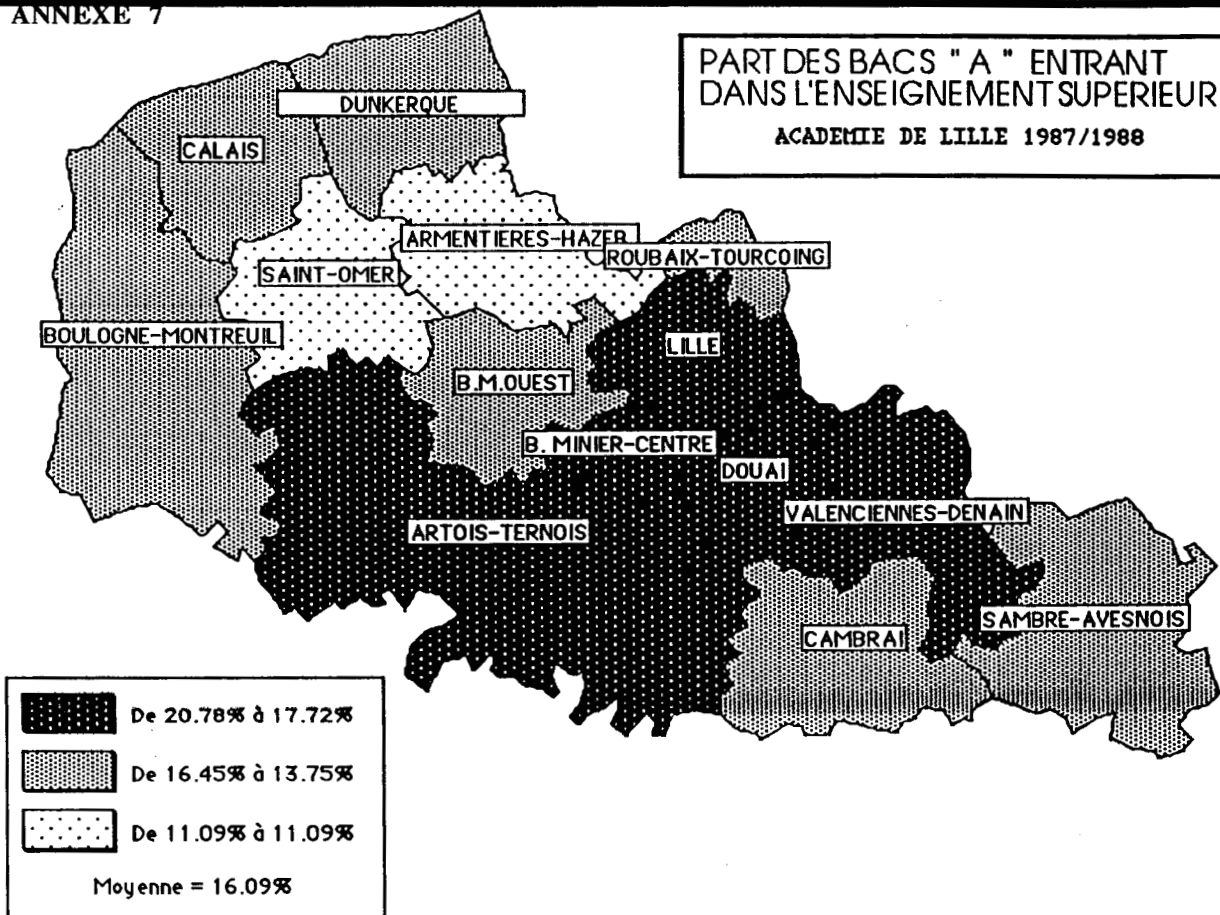 ANNEXE 7
PART DES BACS "A" ENTRANT
DANS L'ENSEIGNEMENT SUPERIEUR
ACADEMIE DE LILLE 1987/1988
DUNKERQUE
CALAIS
ARMENTIERES-HAZEB.
ROUBAIX-TOURCOING
SAINT-OMER
BOULOGNE-MONTREUIL
LILLE
B.M.OUEST
B. MINIER-CENTRE
DOUAI
VALENCIENNES-DENAIN
ARTOIS-TERNOIS
SAMBRE-AVESNOIS
CAMBRAI
De 20.78% à 17.72%
De 16.45% à 13.75%
De 11.09% à 11.09%
Moyenne = 16.09%